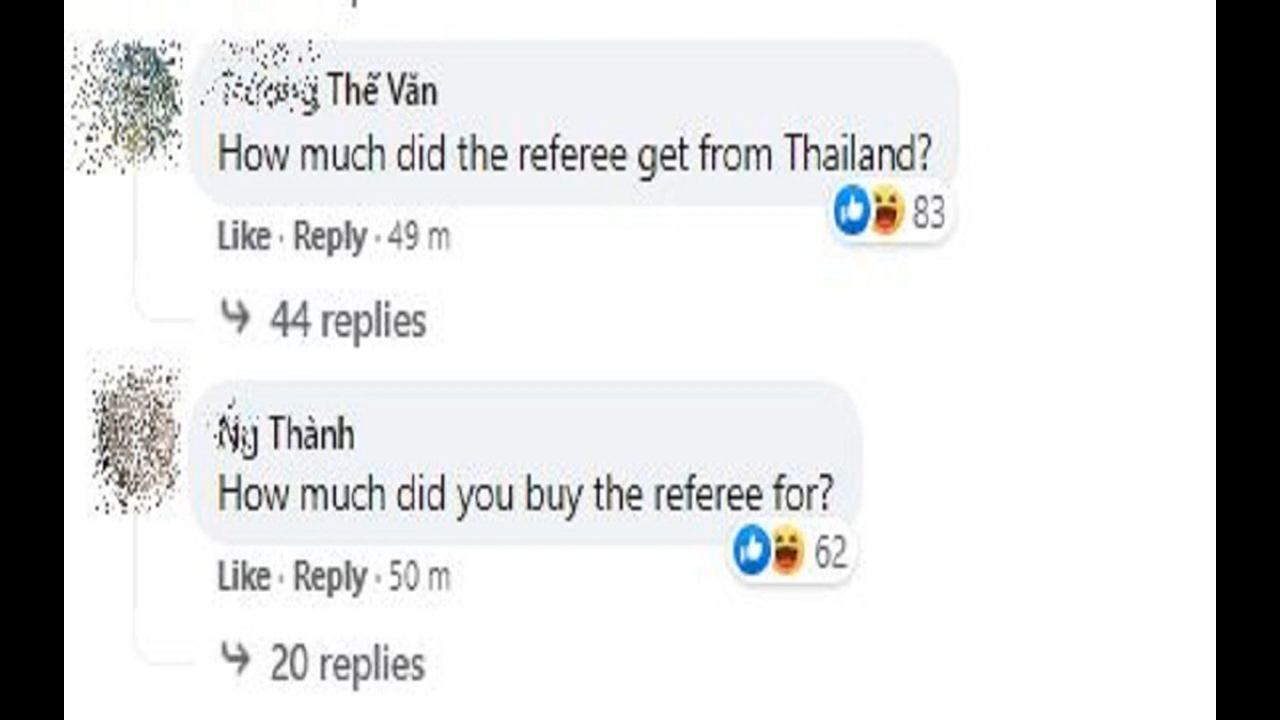 Thế Văn
How much did the referee get from Thailand?
83
Like · Reply · 49 m
44 replies
Ng Thành
How much did you buy the referee for?
62
Like · Reply · 50 m
20 replies